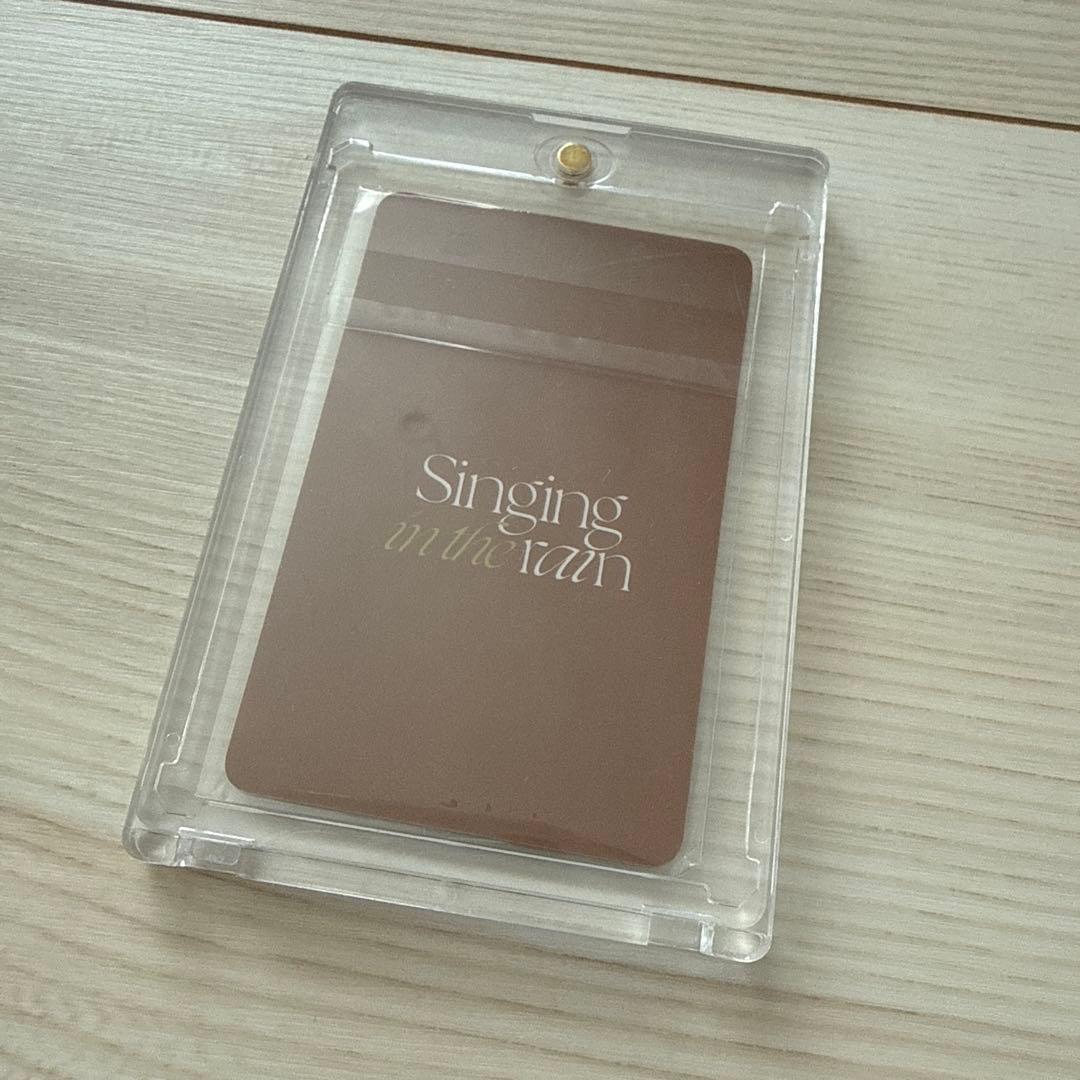 Singing
in the rain